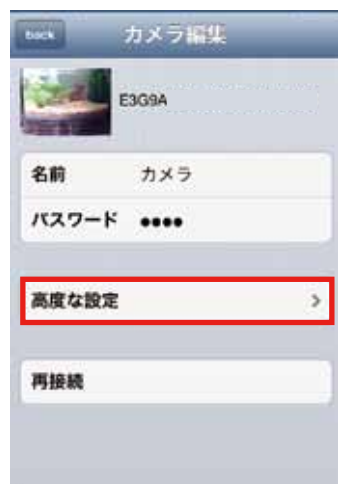 back
カメラ編集
E3G9A
名前 カメラ
パスワード ●●●●
高度な設定 >
再接続